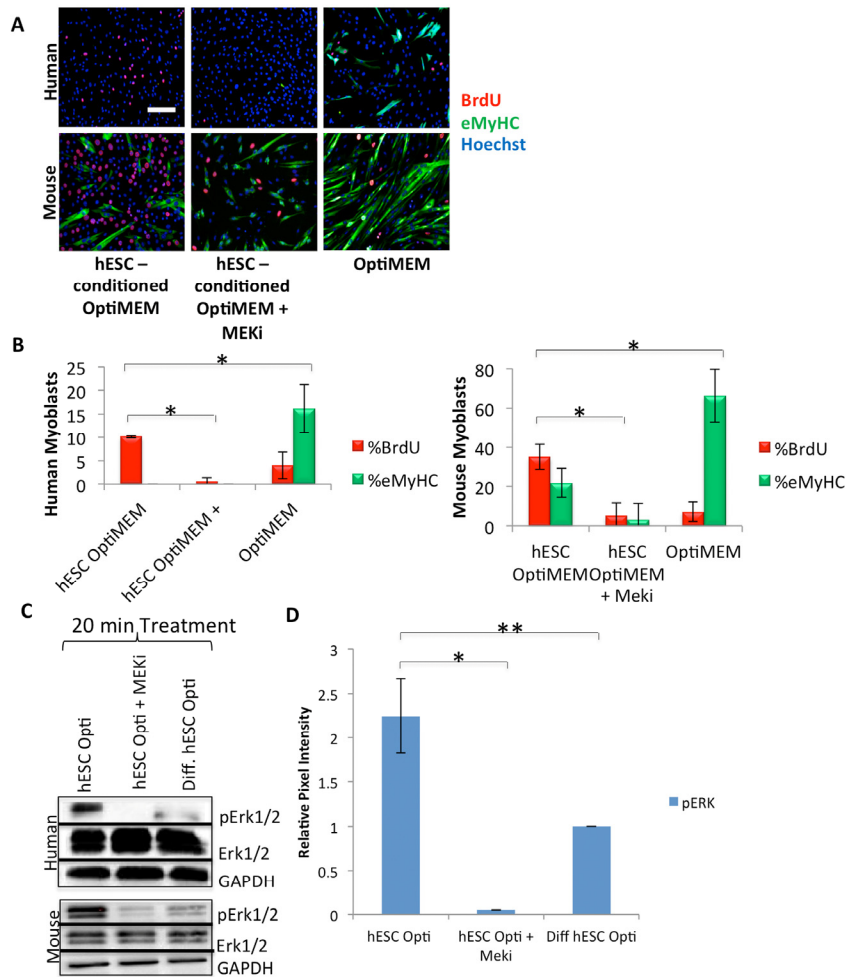 A
Human
Mouse
BrdU
eMyHC
Hoechst
hESC –
conditioned
OptiMEM
hESC –
conditioned
OptiMEM +
MEKi
OptiMEM
B
Human Myoblasts
25
20
15
10
5
0
*
*
hESC OptiMEM
hESC OptiMEM +
OptiMEM
%BrdU
%eMyHC
Mouse Myoblasts
80
60
40
20
0
*
*
hESC
OptiMEM
hESC
OptiMEM
+ Meki
OptiMEM
%BrdU
%eMyHC
C
20 min Treatment
hESC Opti
hESC Opti + MEKi
Diff. hESC Opti
Human
pErk1/2
Erk1/2
GAPDH
Mouse
pErk1/2
Erk1/2
GAPDH
D
Relative Pixel Intensity
3
2.5
2
1.5
1
0.5
0
**
*
hESC Opti
hESC Opti +
Meki
Diff hESC Opti
pERK